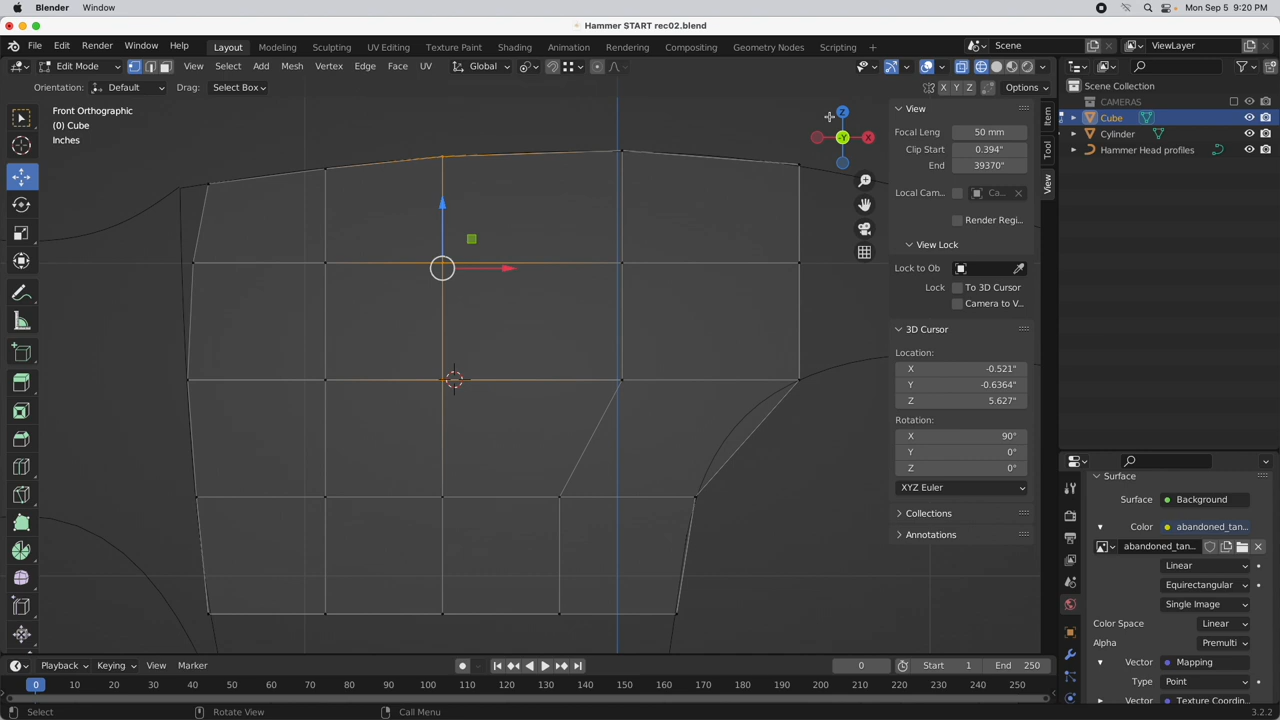 Blender Window Mon Sep 5 9:20 PM
Hammer START rec02.blend
File Edit Render Window Help Layout Modeling Sculpting UV Editing Texture Paint Shading Animation Rendering Compositing Geometry Nodes Scripting + Scene ViewLayer
Edit Mode View Select Add Mesh Vertex Edge Face UV Global
Orientation: Default Drag: Select Box X Y Z Options
Front Orthographic
(0) Cube
Inches
Z
X
Y
View
Focal Leng 50 mm
Clip Start 0.394"
End 39370"
Local Cam... Ca...
Render Regi...
View Lock
Lock to Ob
Lock To 3D Cursor
Camera to V...
3D Cursor
Location:
X -0.521"
Y -0.6364"
Z 5.627"
Rotation:
X 90°
Y 0°
Z 0°
XYZ Euler
Collections
Annotations
Item
Tool
View
Scene Collection
CAMERAS
Cube
Cylinder
Hammer Head profiles
Surface
Surface Background
Color abandoned_tan...
abandoned_tan...
Linear
Equirectangular
Single Image
Color Space Linear
Alpha Premulti
Vector Mapping
Type Point
Vector Texture Coordin...
Playback Keying View Marker 0 Start 1 End 250
0 10 20 30 40 50 60 70 80 90 100 110 120 130 140 150 160 170 180 190 200 210 220 230 240 250
Select Rotate View Call Menu 3.2.2